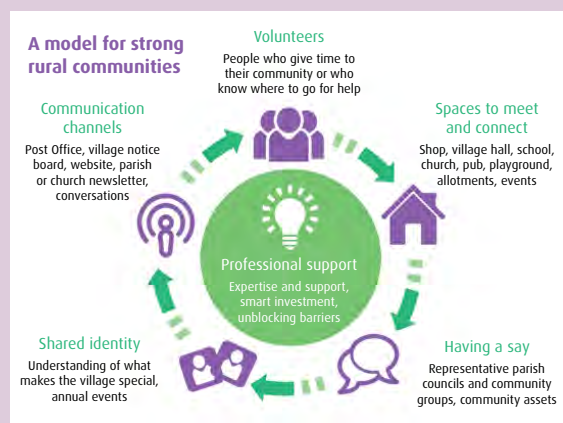 A model for strong
rural communities
Volunteers
People who give time to
their community or who
know where to go for help
Spaces to meet
and connect
Shop, village hall, school,
church, pub, playground,
allotments, events
Having a say
Representative parish
councils and community
groups, community assets
Shared identity
Understanding of what
makes the village special,
annual events
Communication
channels
Post Office, village notice
board, website, parish
or church newsletter,
conversations
Professional support
Expertise and support,
smart investment,
unblocking barriers